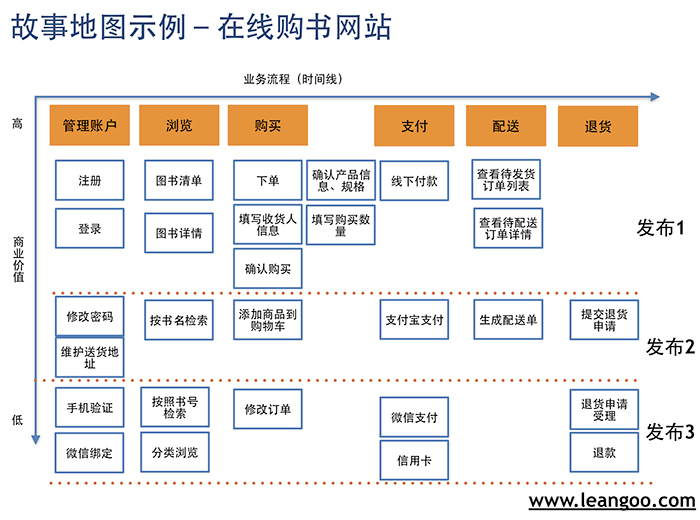 故事地图示例 – 在线购书网站
业务流程（时间线）
高
管理账户
浏览
购买
支付
配送
退货
注册
图书清单
下单
确认产品信
息、规格
线下付款
查看待发货
订单列表
登录
图书详情
填写收货人
信息
填写购买数
量
查看待配送
订单详情
发布1
确认购买
商业价值
修改密码
按书名检索
添加商品到
购物车
支付宝支付
生成配送单
提交退货
申请
发布2
维护送货地
址
手机验证
按照书号
检索
修改订单
微信支付
退货申请
受理
发布3
低
微信绑定
分类浏览
信用卡
退款
www.leangoo.com